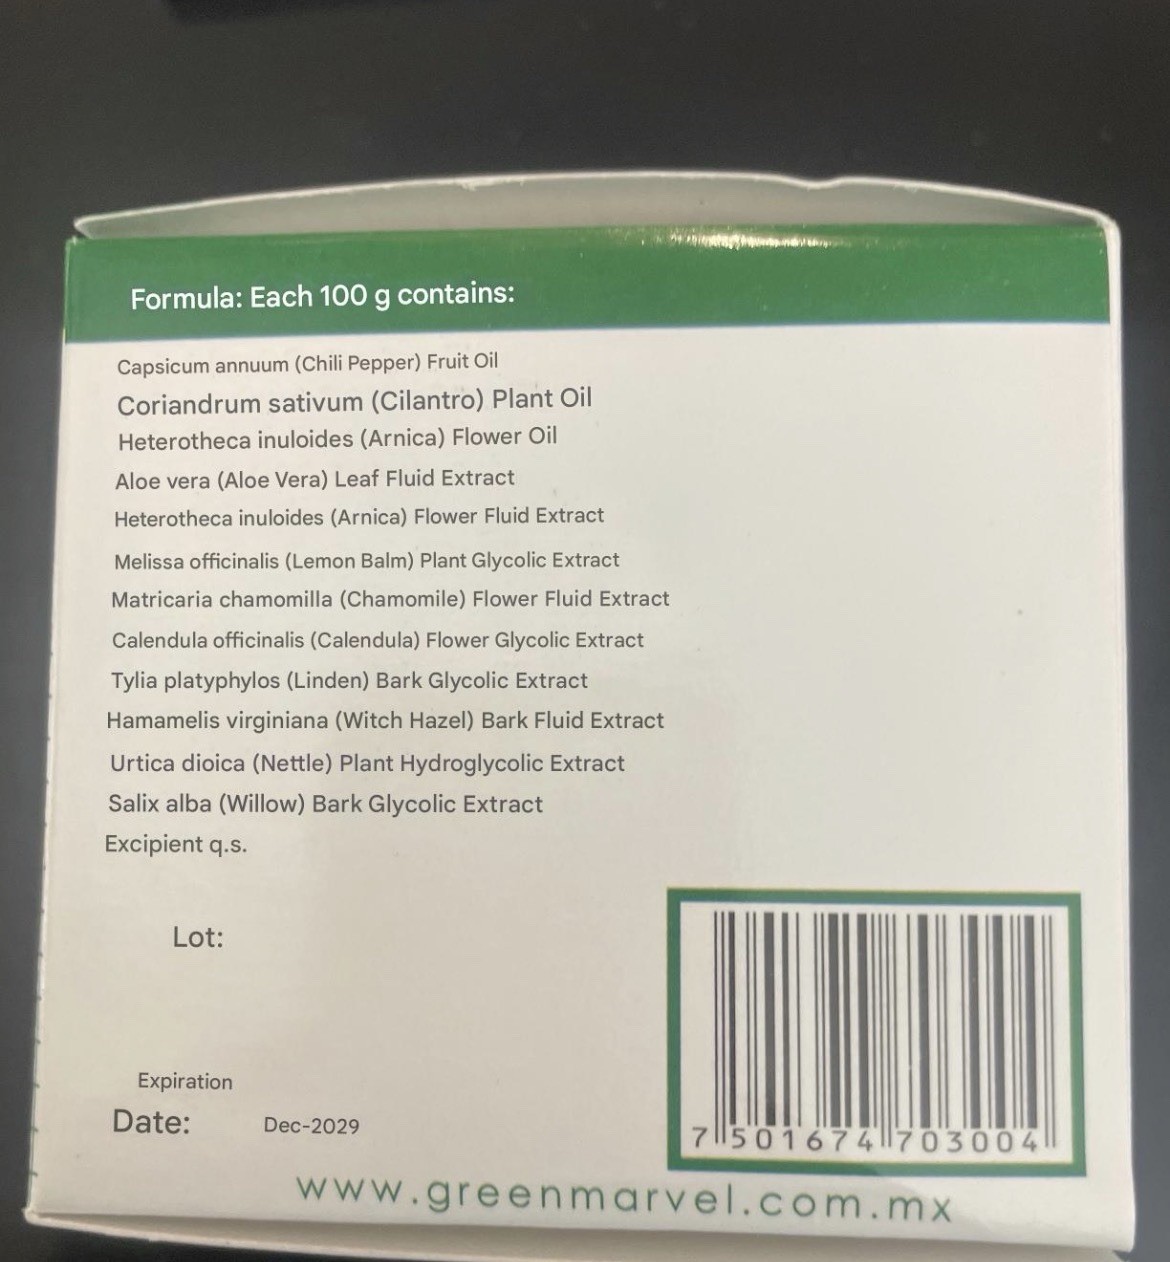 Formula: Each 100 g contains:
Capsicum annuum (Chili Pepper) Fruit Oil
Coriandrum sativum (Cilantro) Plant Oil
Heterotheca inuloides (Arnica) Flower Oil
Aloe vera (Aloe Vera) Leaf Fluid Extract
Heterotheca inuloides (Arnica) Flower Fluid Extract
Melissa officinalis (Lemon Balm) Plant Glycolic Extract
Matricaria chamomilla (Chamomile) Flower Fluid Extract
Calendula officinalis (Calendula) Flower Glycolic Extract
Tylia platyphylos (Linden) Bark Glycolic Extract
Hamamelis virginiana (Witch Hazel) Bark Fluid Extract
Urtica dioica (Nettle) Plant Hydroglycolic Extract
Salix alba (Willow) Bark Glycolic Extract
Excipient q.s.
Lot:
Expiration
Date: Dec-2029
7 501674 703004
www.greenmarvel.com.mx